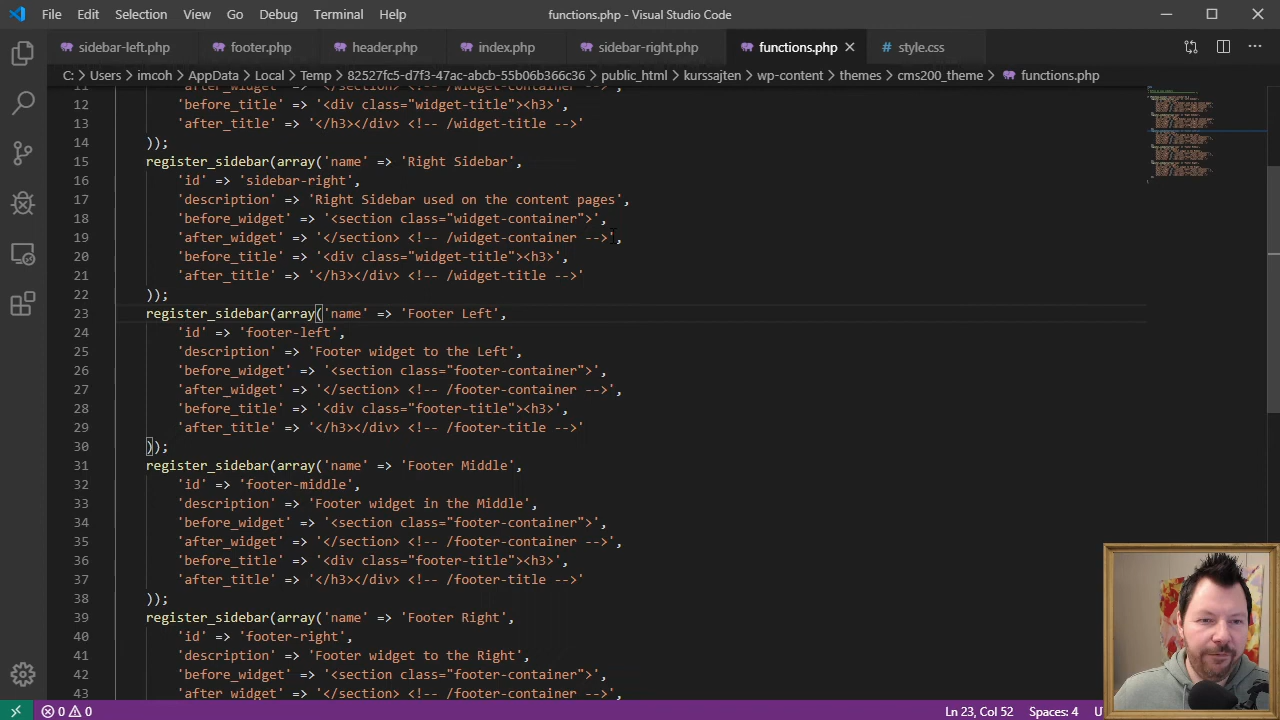 File Edit Selection View Go Debug Terminal Help functions.php - Visual Studio Code
sidebar-left.php footer.php header.php index.php sidebar-right.php functions.php style.css
C: > Users > imcoh > AppData > Local > Temp > 82527fc5-d7f3-47ac-abcb-55b06b366c36 > public_html > kurssajten > wp-content > themes > cms200_theme > functions.php
11 'after_widget' => '</section> <!-- /widget-container -->',
12 'before_title' => '<div class="widget-title"><h3>',
13 'after_title' => '</h3></div> <!-- /widget-title -->'
14 ));
15 register_sidebar(array('name' => 'Right Sidebar',
16 'id' => 'sidebar-right',
17 'description' => 'Right Sidebar used on the content pages',
18 'before_widget' => '<section class="widget-container">',
19 'after_widget' => '</section> <!-- /widget-container -->',
20 'before_title' => '<div class="widget-title"><h3>',
21 'after_title' => '</h3></div> <!-- /widget-title -->'
22 ));
23 register_sidebar(array('name' => 'Footer Left',
24 'id' => 'footer-left',
25 'description' => 'Footer widget to the Left',
26 'before_widget' => '<section class="footer-container">',
27 'after_widget' => '</section> <!-- /footer-container -->',
28 'before_title' => '<div class="footer-title"><h3>',
29 'after_title' => '</h3></div> <!-- /footer-title -->'
30 ));
31 register_sidebar(array('name' => 'Footer Middle',
32 'id' => 'footer-middle',
33 'description' => 'Footer widget in the Middle',
34 'before_widget' => '<section class="footer-container">',
35 'after_widget' => '</section> <!-- /footer-container -->',
36 'before_title' => '<div class="footer-title"><h3>',
37 'after_title' => '</h3></div> <!-- /footer-title -->'
38 ));
39 register_sidebar(array('name' => 'Footer Right',
40 'id' => 'footer-right',
41 'description' => 'Footer widget to the Right',
42 'before_widget' => '<section class="footer-container">',
43 'after_widget' => '</section> <!-- /footer-container -->',
0 0 Ln 23, Col 52 Spaces: 4